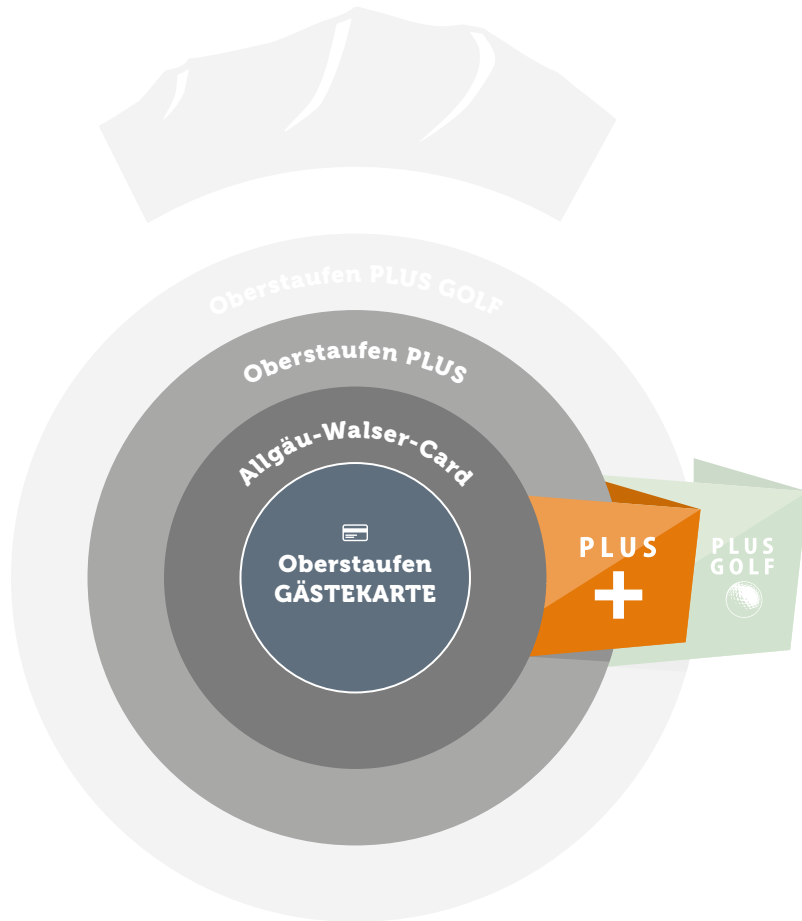 Oberstaufen PLUS GOLF
Oberstaufen PLUS
Allgäu-Walser-Card
Oberstaufen
GÄSTEKARTE
PLUS
PLUS
GOLF